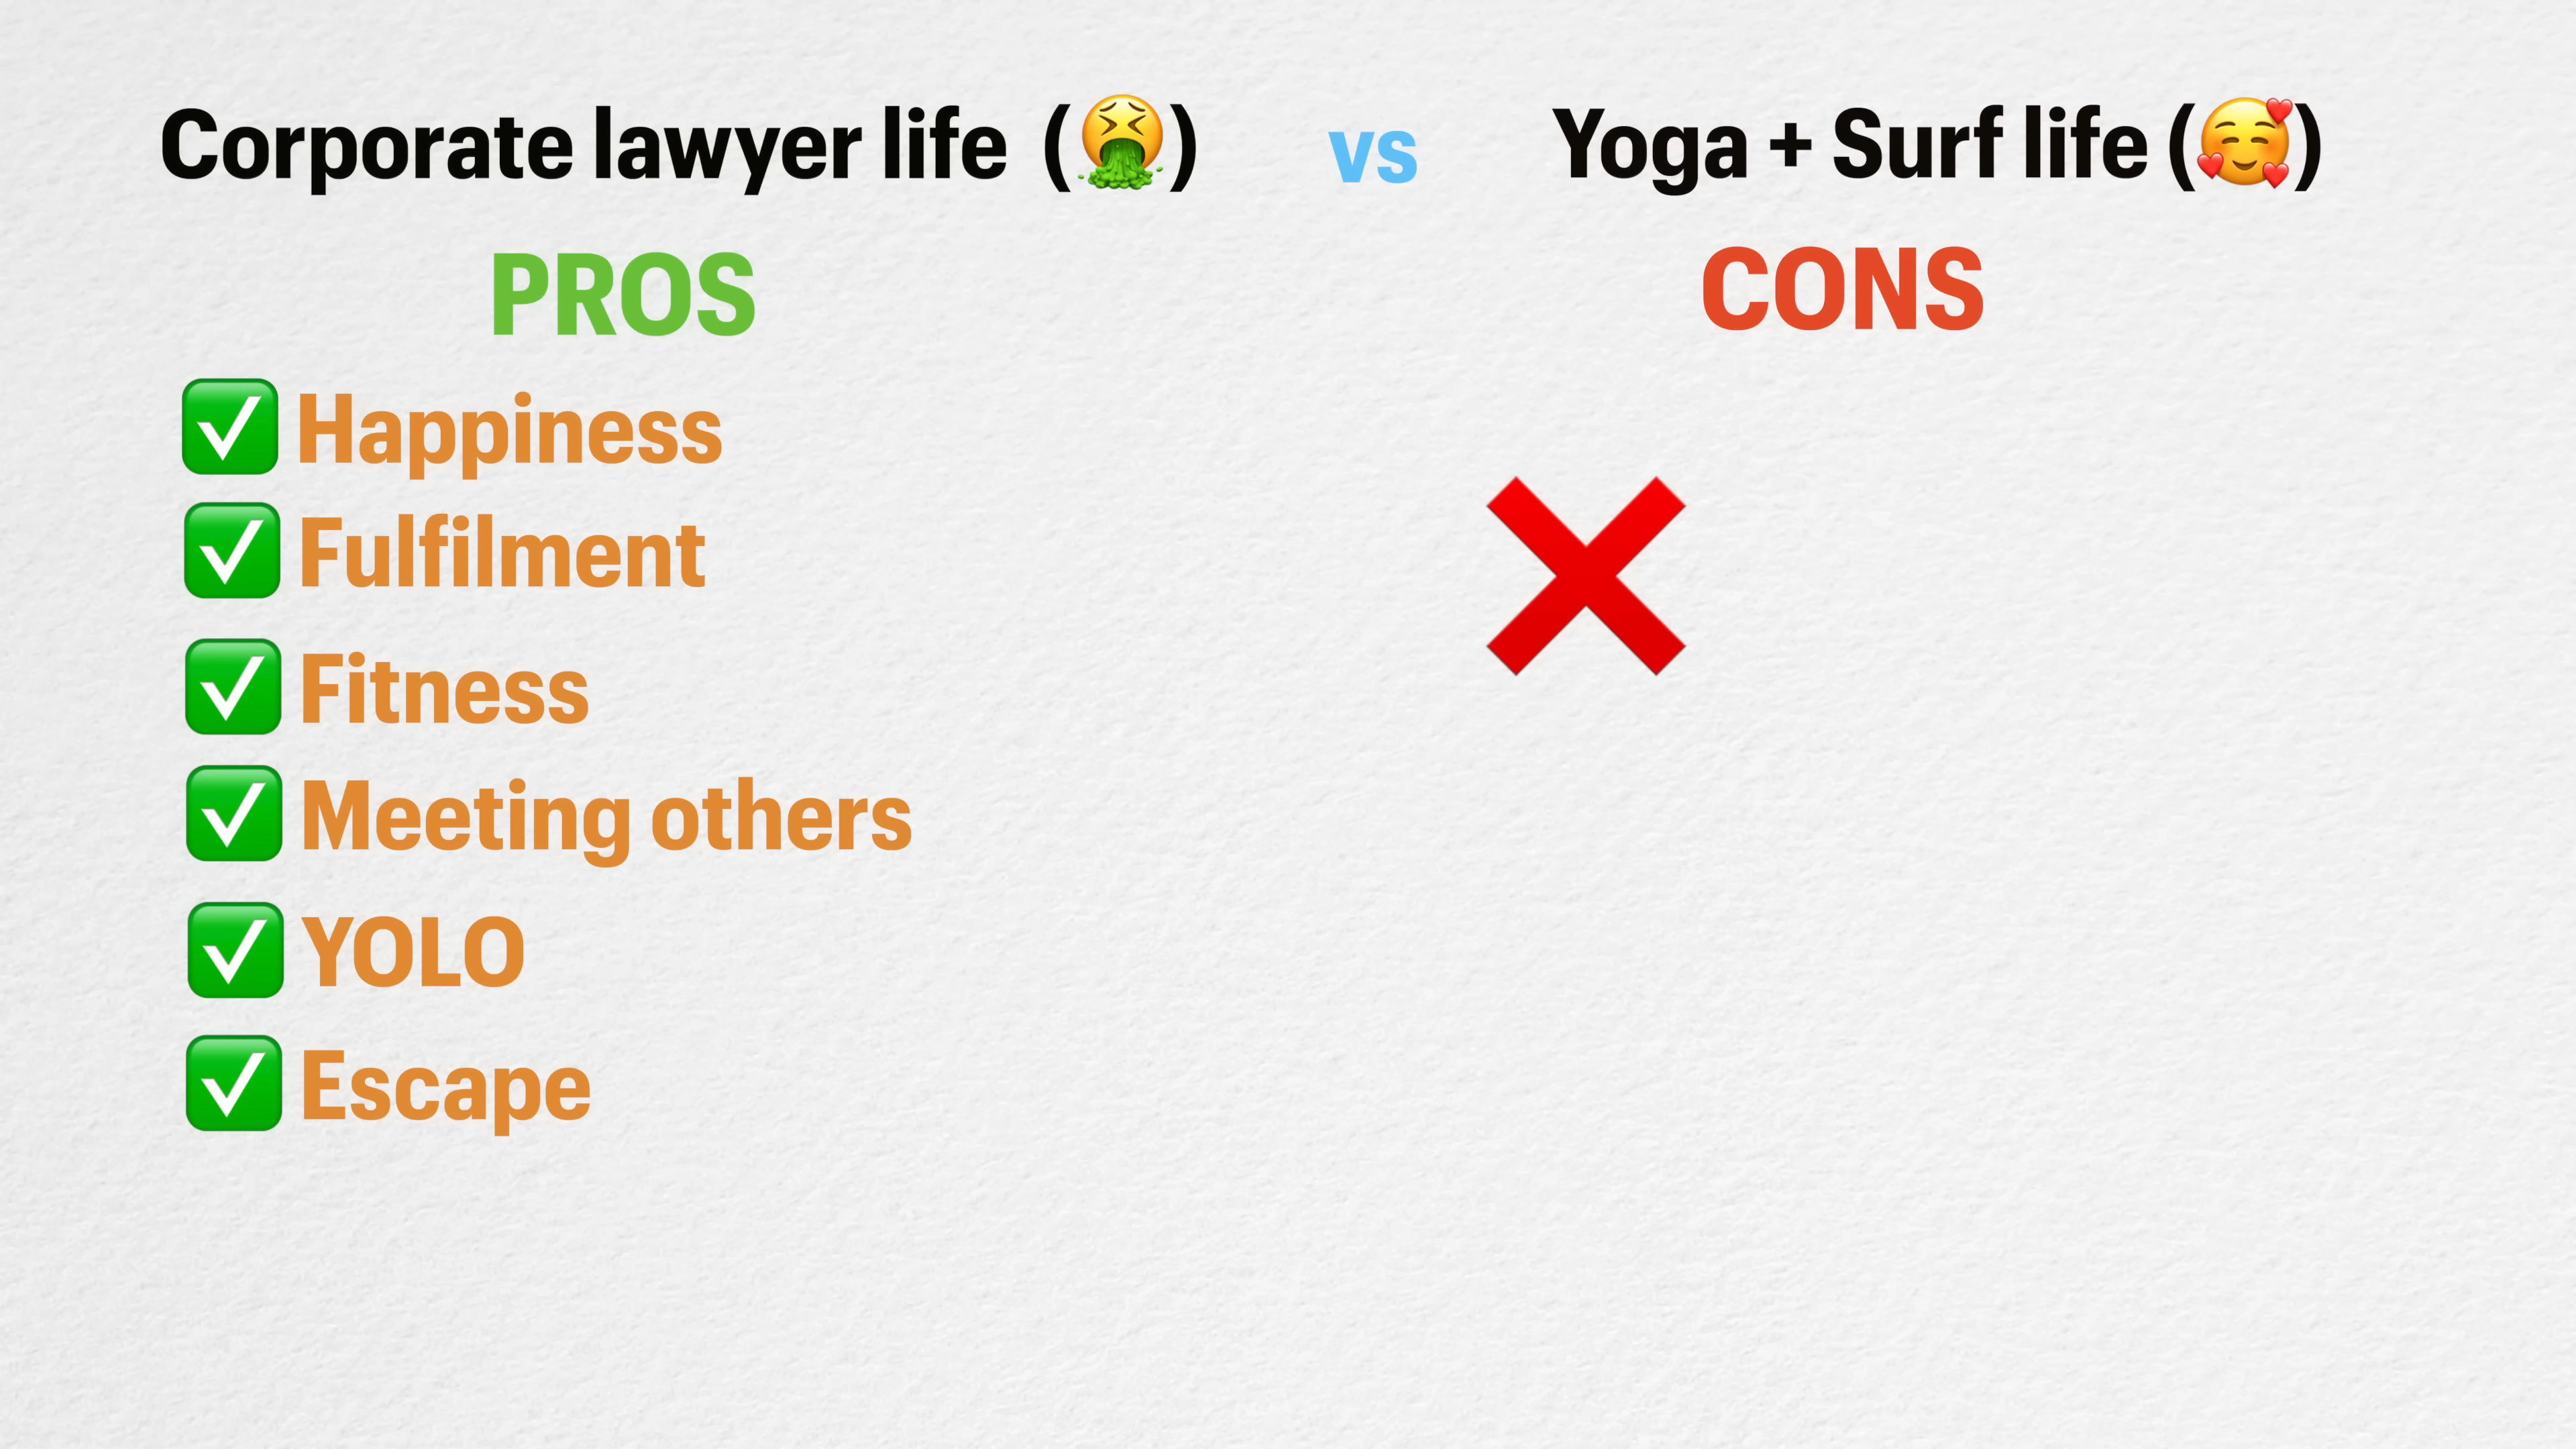 Corporate lawyer life (🤮) vs Yoga + Surf life (🥰)
PROS
CONS
✅ Happiness
✅ Fulfilment
❌
✅ Fitness
✅ Meeting others
✅ YOLO
✅ Escape